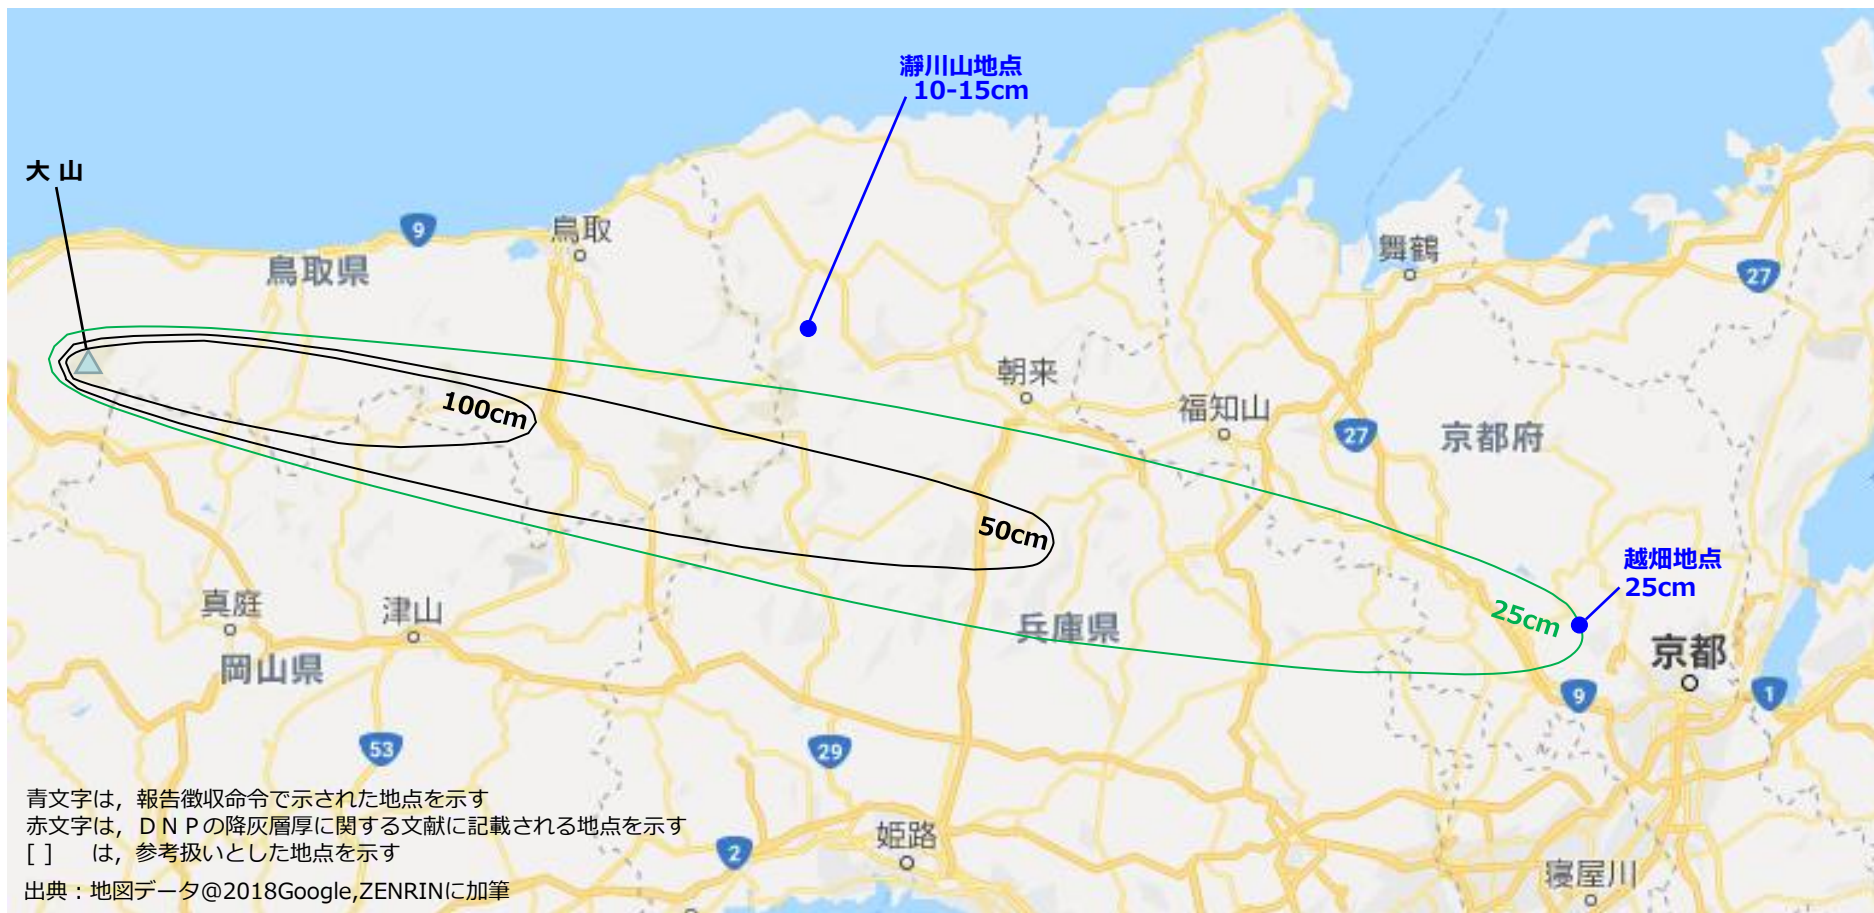 瀞川山地点
10-15cm
大 山
9
鳥取
鳥取県
舞鶴
27
朝来
100cm
福知山
27
京都府
50cm
越畑地点
25cm
25cm
真庭
津山
兵庫県
京都
岡山県
9
1
53
29
青文字は，報告徴収命令で示された地点を示す
赤文字は，ＤＮＰの降灰層厚に関する文献に記載される地点を示す
[ ]　は，参考扱いとした地点を示す
2
姫路
寝屋川
出典：地図データ@2018Google,ZENRINに加筆